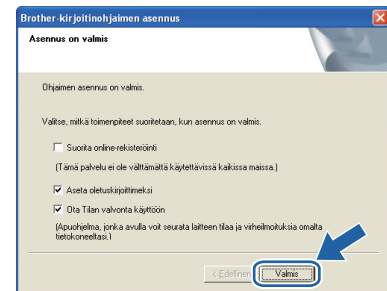 Brother-kirjoitinohjaimen asennus
Asennus on valmis
Ohjaimen asennus on valmis.
Valitse, mitkä toimenpiteet suoritetaan, kun asennus on valmis.
Suorita online-rekisteröinti
(Tämä palvelu ei ole välttämättä käytettävissä kaikissa maissa.)
Aseta oletuskirjoittimeksi
Ota Tilan valvonta käyttöön
(Apuohjelma, jonka avulla voit seurata laitteen tilaa ja virheilmoituksia omalta
tietokoneeltasi.)
< Edellinen
Valmis